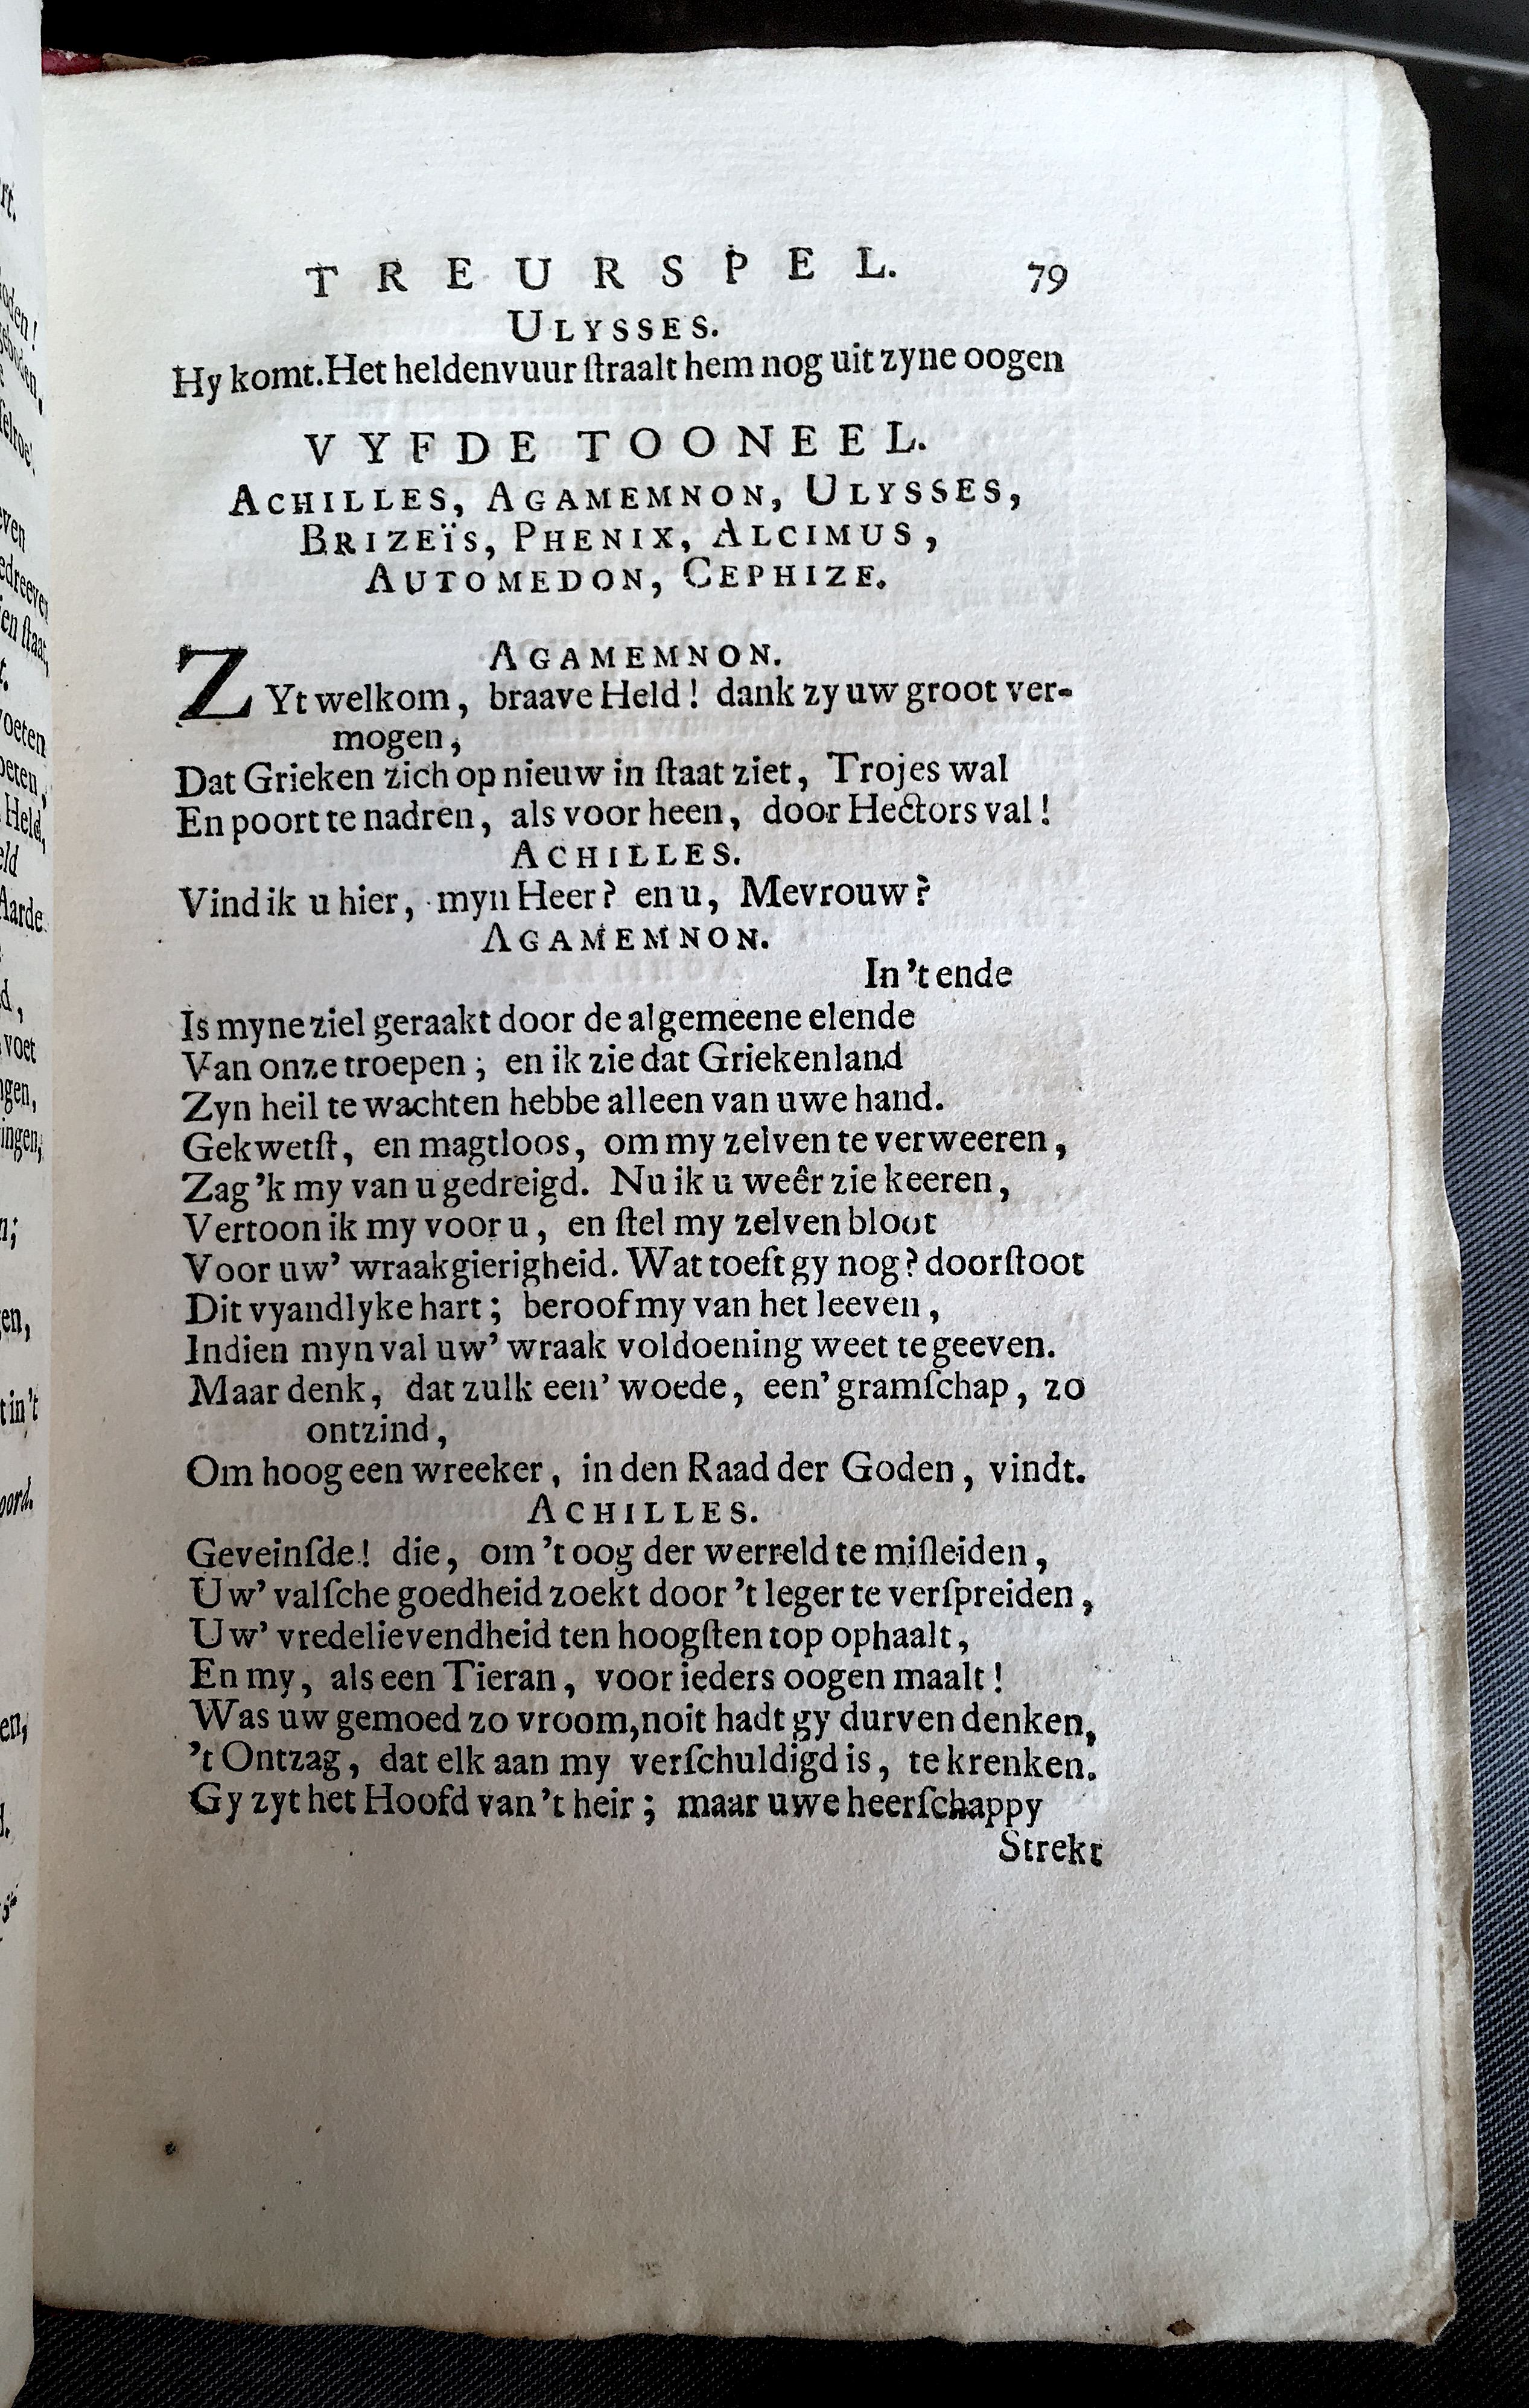 TREURSPEL. 79
ULYSSES.
Hy komt. Het heldenvuur ſtraalt hem nog uit zyne oogen
VYFDE TOONEEL.
ACHILLES, AGAMEMNON, ULYSSES,
BRIZEÏS, PHENIX, ALCIMUS,
AUTOMEDON, CEPHIZE.
AGAMEMNON.
ZYt welkom, braave Held! dank zy uw groot ver-
mogen,
Dat Grieken zich op nieuw in ſtaat ziet, Trojes wal
En poort te nadren, als voor heen, door Hectors val!
ACHILLES.
Vind ik u hier, myn Heer? en u, Mevrouw?
AGAMEMNON.
In 't ende
Is myne ziel geraakt door de algemeene elende
Van onze troepen; en ik zie dat Griekenland
Zyn heil te wachten hebbe alleen van uwe hand.
Gekwetſt, en magtloos, om my zelven te verweeren,
Zag 'k my van u gedreigd. Nu ik u weêr zie keeren,
Vertoon ik my voor u, en ſtel my zelven bloot
Voor uw' wraakgierigheid. Wat toeft gy nog? doorſtoot
Dit vyandlyke hart; beroof my van het leeven,
Indien myn val uw' wraak voldoening weet te geeven.
Maar denk, dat zulk een' woede, een' gramſchap, zo
ontzind,
Om hoog een wreeker, in den Raad der Goden, vindt.
ACHILLES.
Geveinſde! die, om 't oog der werreld te miſleiden,
Uw' valſche goedheid zoekt door 't leger te verſpreiden,
Uw' vredelievendheid ten hoogſten top ophaalt,
En my, als een Tieran, voor ieders oogen maalt!
Was uw gemoed zo vroom, noit hadt gy durven denken,
't Ontzag, dat elk aan my verſchuldigd is, te krenken.
Gy zyt het Hoofd van 't heir; maar uwe heerſchappy
Strekt